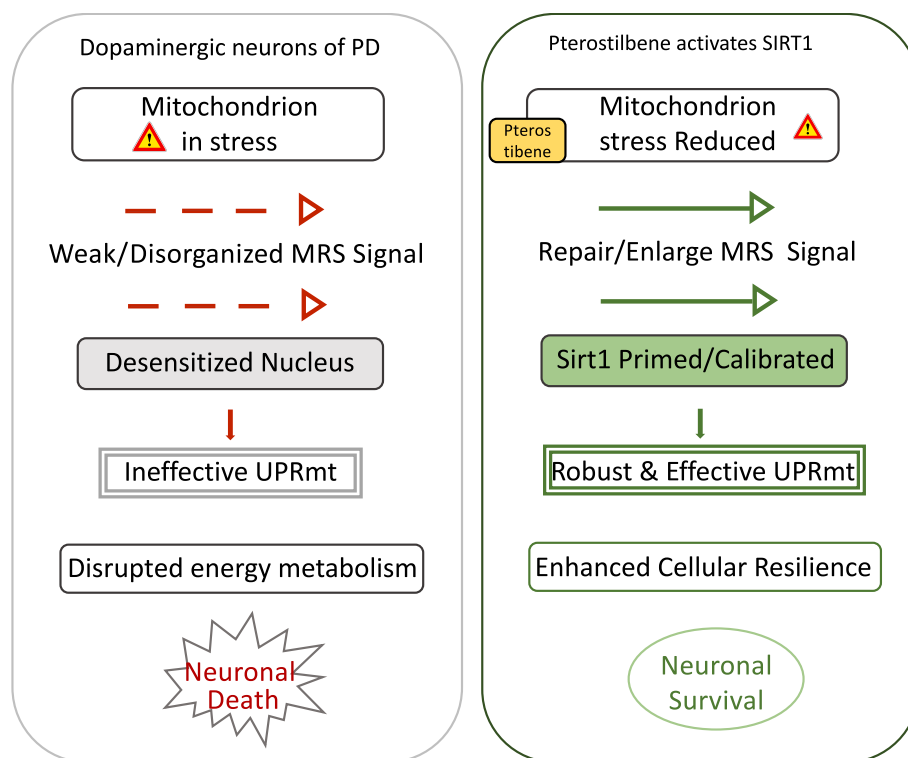 Dopaminergic neurons of PD
Mitochondrion
in stress
Weak/Disorganized MRS Signal
Desensitized Nucleus
Ineffective UPRmt
Disrupted energy metabolism
Neuronal
Death
Pterostilbene activates SIRT1
Pteros
tibene
Mitochondrion
stress Reduced
Repair/Enlarge MRS  Signal
Sirt1 Primed/Calibrated
Robust & Effective UPRmt
Enhanced Cellular Resilience
Neuronal
Survival